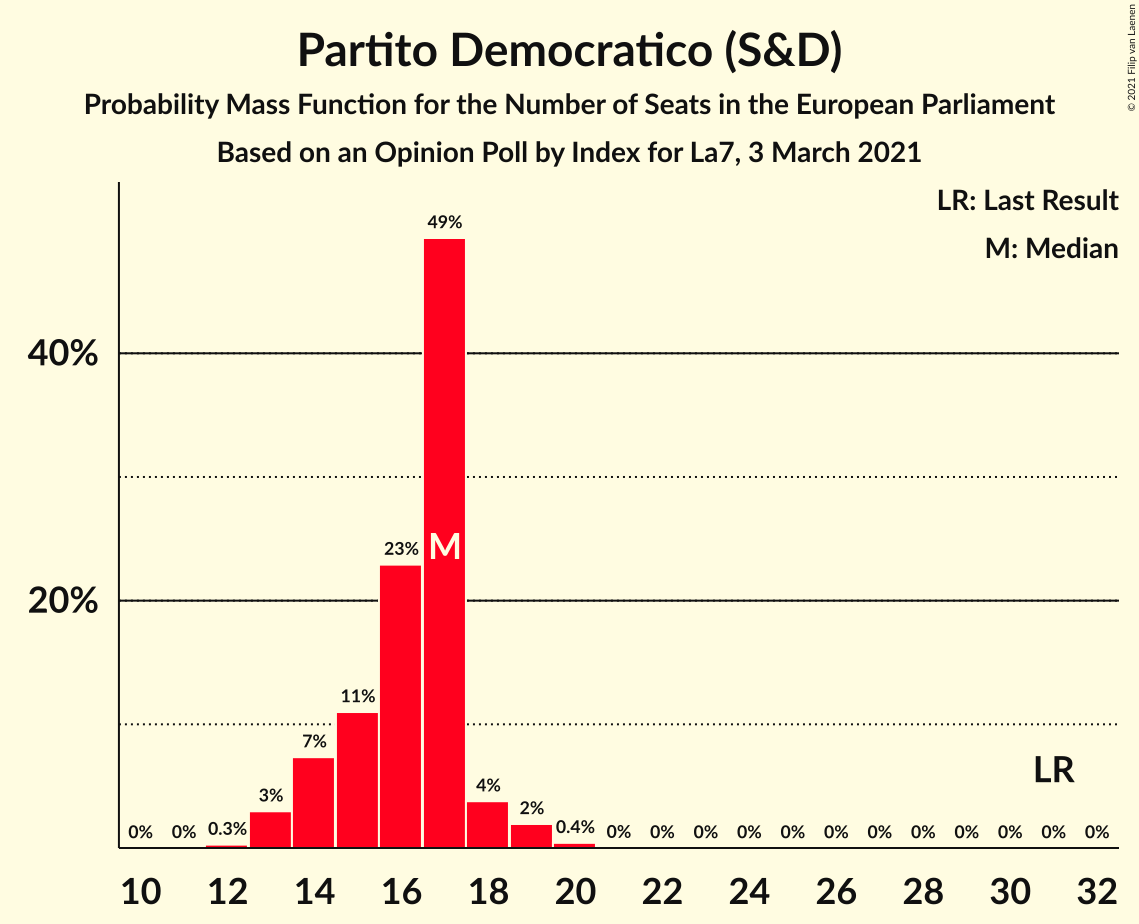 © 2021 Filip van Laenen
Partito Democratico (S&D)
Probability Mass Function for the Number of Seats in the European Parliament
Based on an Opinion Poll by Index for La7, 3 March 2021
LR: Last Result
M: Median
49%
40%
23%
M
20%
11%
7%
LR
3%
4%
2%
0% 0% 0.3% 0.4% 0% 0% 0% 0% 0% 0% 0% 0% 0% 0% 0% 0%
10 12 14 16 18 20 22 24 26 28 30 32